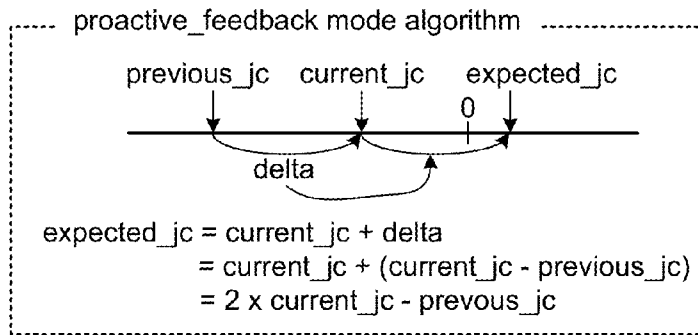 proactive_feedback mode algorithm
previous_jc current_jc expected_jc
0
delta
expected_jc = current_jc + delta
= current_jc + (current_jc - previous_jc)
= 2 x current_jc - prevous_jc